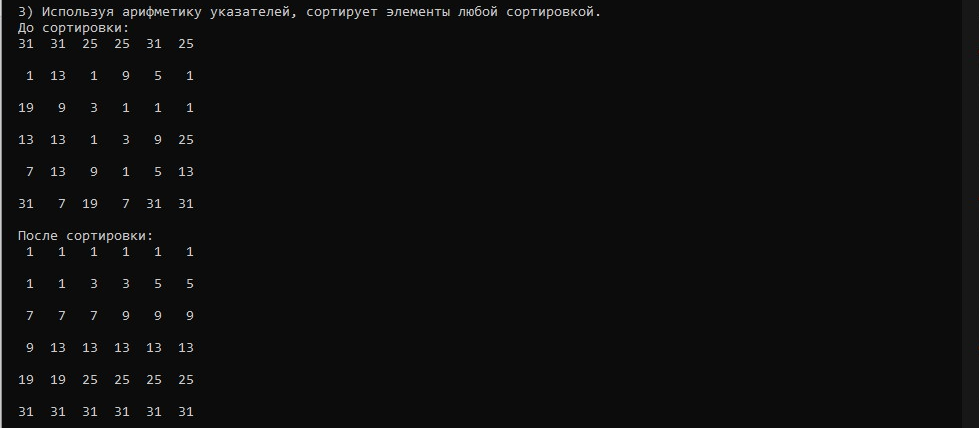 3) Используя арифметику указателей, сортирует элементы любой сортировкой.
До сортировки:
31 31 25 25 31 25
1 13 1 9 5 1
19 9 3 1 1 1
13 13 1 3 9 25
7 13 9 1 5 13
31 7 19 7 31 31
После сортировки:
1 1 1 1 1 1
1 1 3 3 5 5
7 7 7 9 9 9
9 13 13 13 13 13
19 19 25 25 25 25
31 31 31 31 31 31